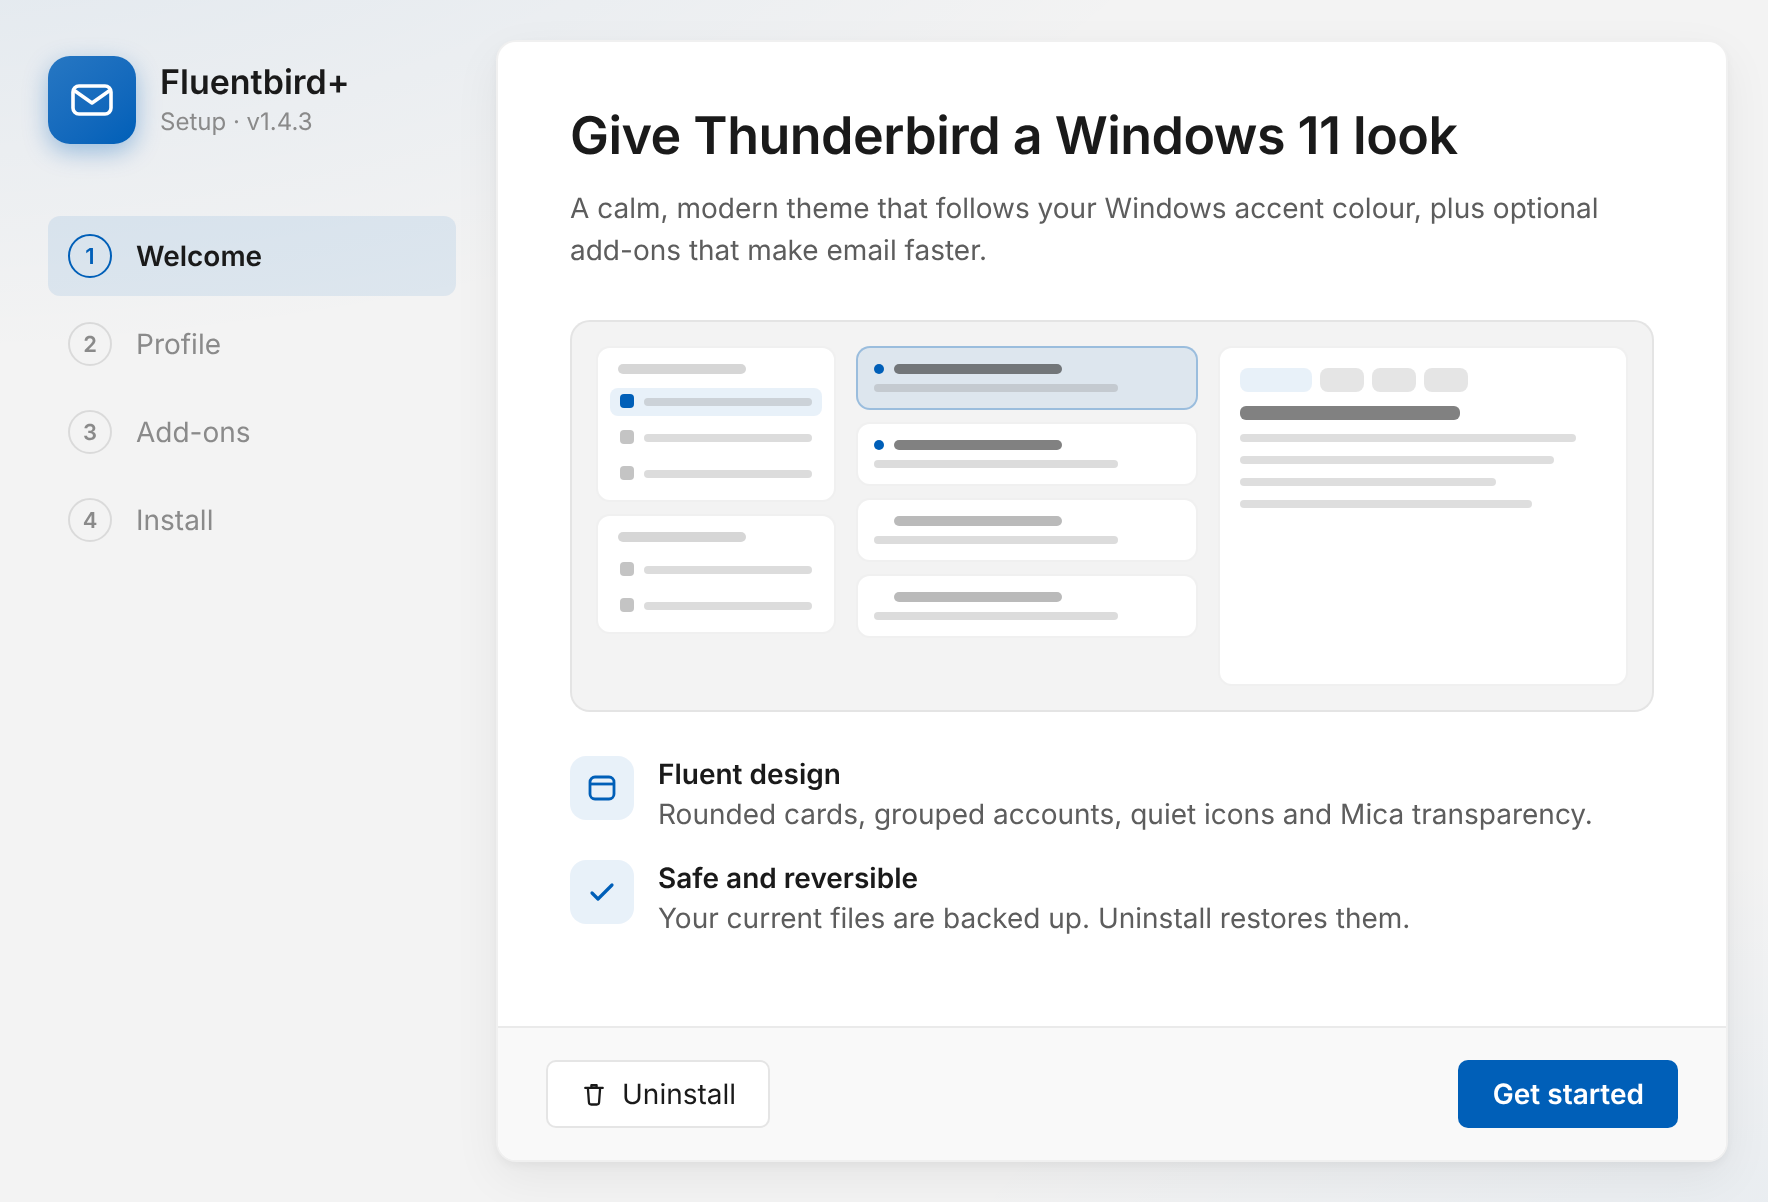 Fluentbird+
Setup · v1.4.3
1 Welcome
2 Profile
3 Add-ons
4 Install
Give Thunderbird a Windows 11 look
A calm, modern theme that follows your Windows accent colour, plus optional
add-ons that make email faster.
Fluent design
Rounded cards, grouped accounts, quiet icons and Mica transparency.
Safe and reversible
Your current files are backed up. Uninstall restores them.
Uninstall
Get started